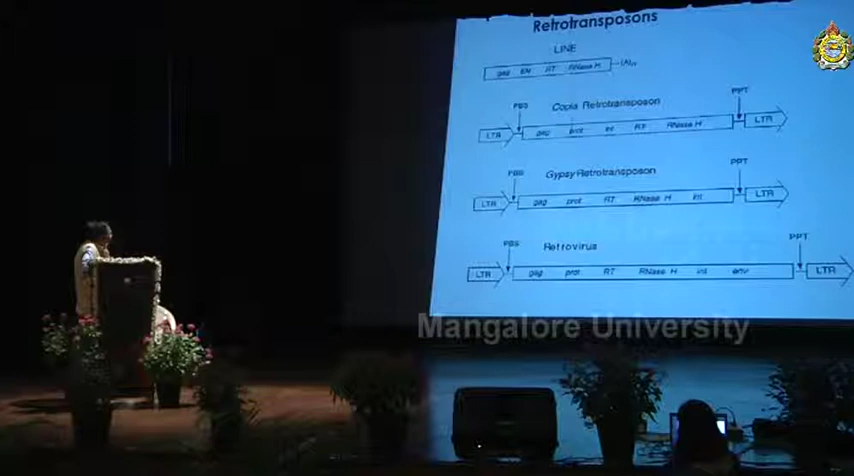 Retrotransposons
LINE
gag EN RT RNase H (A)n
PBS Copia Retrotransposon PPT
LTR gag prot int RT RNase H LTR
PBS Gypsy Retrotransposon PPT
LTR gag prot RT RNase H int LTR
PBS Retrovirus PPT
LTR gag prot RT RNase H int env LTR
Mangalore University